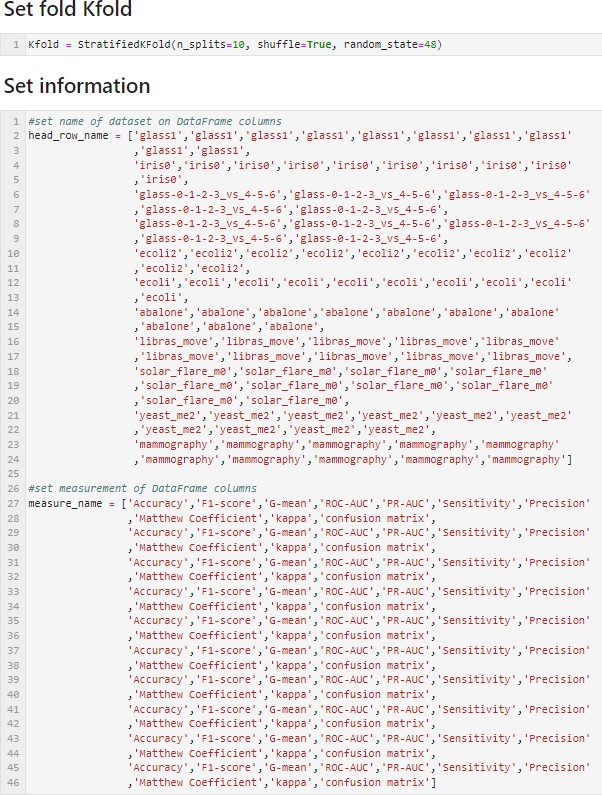 Set fold Kfold
1 Kfold = StratifiedKFold(n_splits=10, shuffle=True, random_state=48)
Set information
1 #set name of dataset on DataFrame columns
2 head_row_name = ['glass1','glass1','glass1','glass1','glass1','glass1','glass1','glass1'
3 ,'glass1','glass1',
4 'iris0','iris0','iris0','iris0','iris0','iris0','iris0','iris0','iris0'
5 ,'iris0',
6 'glass-0-1-2-3_vs_4-5-6','glass-0-1-2-3_vs_4-5-6','glass-0-1-2-3_vs_4-5-6'
7 ,'glass-0-1-2-3_vs_4-5-6','glass-0-1-2-3_vs_4-5-6',
8 'glass-0-1-2-3_vs_4-5-6','glass-0-1-2-3_vs_4-5-6','glass-0-1-2-3_vs_4-5-6'
9 ,'glass-0-1-2-3_vs_4-5-6','glass-0-1-2-3_vs_4-5-6',
10 'ecoli2','ecoli2','ecoli2','ecoli2','ecoli2','ecoli2','ecoli2','ecoli2'
11 ,'ecoli2','ecoli2',
12 'ecoli','ecoli','ecoli','ecoli','ecoli','ecoli','ecoli','ecoli','ecoli'
13 ,'ecoli',
14 'abalone','abalone','abalone','abalone','abalone','abalone','abalone'
15 ,'abalone','abalone','abalone',
16 'libras_move','libras_move','libras_move','libras_move','libras_move'
17 ,'libras_move','libras_move','libras_move','libras_move','libras_move',
18 'solar_flare_m0','solar_flare_m0','solar_flare_m0','solar_flare_m0'
19 ,'solar_flare_m0','solar_flare_m0','solar_flare_m0','solar_flare_m0'
20 ,'solar_flare_m0','solar_flare_m0',
21 'yeast_me2','yeast_me2','yeast_me2','yeast_me2','yeast_me2','yeast_me2'
22 ,'yeast_me2','yeast_me2','yeast_me2','yeast_me2',
23 'mammography','mammography','mammography','mammography','mammography'
24 ,'mammography','mammography','mammography','mammography','mammography']
25
26 #set measurement of DataFrame columns
27 measure_name = ['Accuracy','F1-score','G-mean','ROC-AUC','PR-AUC','Sensitivity','Precision'
28 ,'Matthew Coefficient','kappa','confusion matrix',
29 'Accuracy','F1-score','G-mean','ROC-AUC','PR-AUC','Sensitivity','Precision'
30 ,'Matthew Coefficient','kappa','confusion matrix',
31 'Accuracy','F1-score','G-mean','ROC-AUC','PR-AUC','Sensitivity','Precision'
32 ,'Matthew Coefficient','kappa','confusion matrix',
33 'Accuracy','F1-score','G-mean','ROC-AUC','PR-AUC','Sensitivity','Precision'
34 ,'Matthew Coefficient','kappa','confusion matrix',
35 'Accuracy','F1-score','G-mean','ROC-AUC','PR-AUC','Sensitivity','Precision'
36 ,'Matthew Coefficient','kappa','confusion matrix',
37 'Accuracy','F1-score','G-mean','ROC-AUC','PR-AUC','Sensitivity','Precision'
38 ,'Matthew Coefficient','kappa','confusion matrix',
39 'Accuracy','F1-score','G-mean','ROC-AUC','PR-AUC','Sensitivity','Precision'
40 ,'Matthew Coefficient','kappa','confusion matrix',
41 'Accuracy','F1-score','G-mean','ROC-AUC','PR-AUC','Sensitivity','Precision'
42 ,'Matthew Coefficient','kappa','confusion matrix',
43 'Accuracy','F1-score','G-mean','ROC-AUC','PR-AUC','Sensitivity','Precision'
44 ,'Matthew Coefficient','kappa','confusion matrix',
45 'Accuracy','F1-score','G-mean','ROC-AUC','PR-AUC','Sensitivity','Precision'
46 ,'Matthew Coefficient','kappa','confusion matrix']